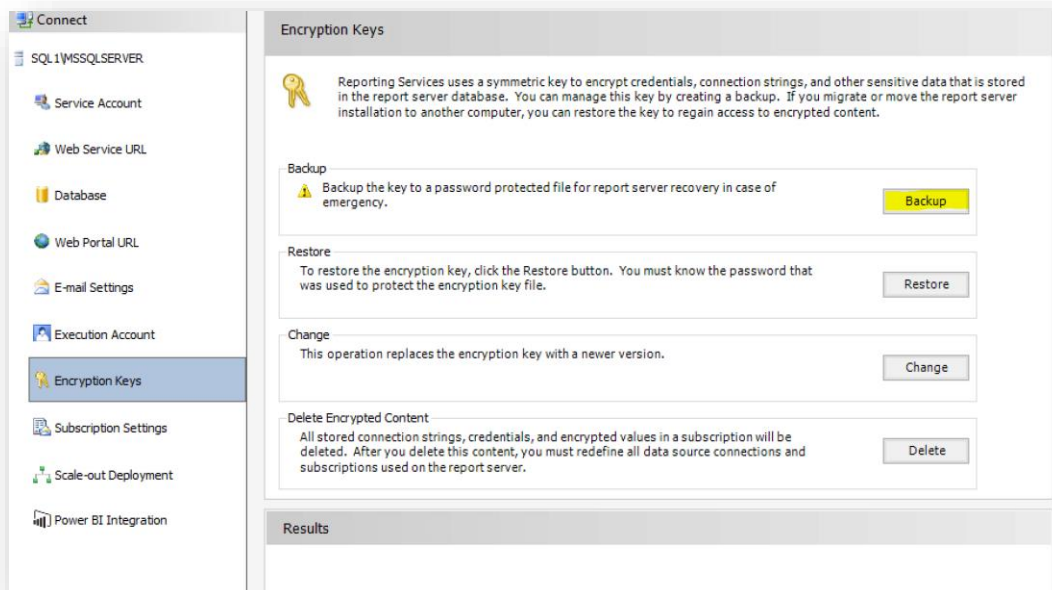 Connect
SQL1\MSSQLSERVER
Service Account
Web Service URL
Database
Web Portal URL
E-mail Settings
Execution Account
Encryption Keys
Subscription Settings
Scale-out Deployment
Power BI Integration
Encryption Keys
Reporting Services uses a symmetric key to encrypt credentials, connection strings, and other sensitive data that is stored
in the report server database. You can manage this key by creating a backup. If you migrate or move the report server
installation to another computer, you can restore the key to regain access to encrypted content.
Backup
Backup the key to a password protected file for report server recovery in case of
emergency.
Backup
Restore
To restore the encryption key, click the Restore button. You must know the password that
was used to protect the encryption key file.
Restore
Change
This operation replaces the encryption key with a newer version.
Change
Delete Encrypted Content
All stored connection strings, credentials, and encrypted values in a subscription will be
deleted. After you delete this content, you must redefine all data source connections and
subscriptions used on the report server.
Delete
Results